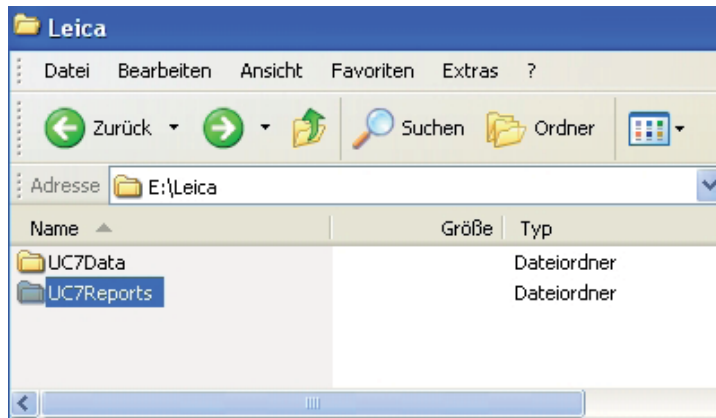 Leica
Datei Bearbeiten Ansicht Favoriten Extras ?
Zurück Suchen Ordner
Adresse E:\Leica
Name Größe Typ
UC7Data Dateiordner
UC7Reports Dateiordner